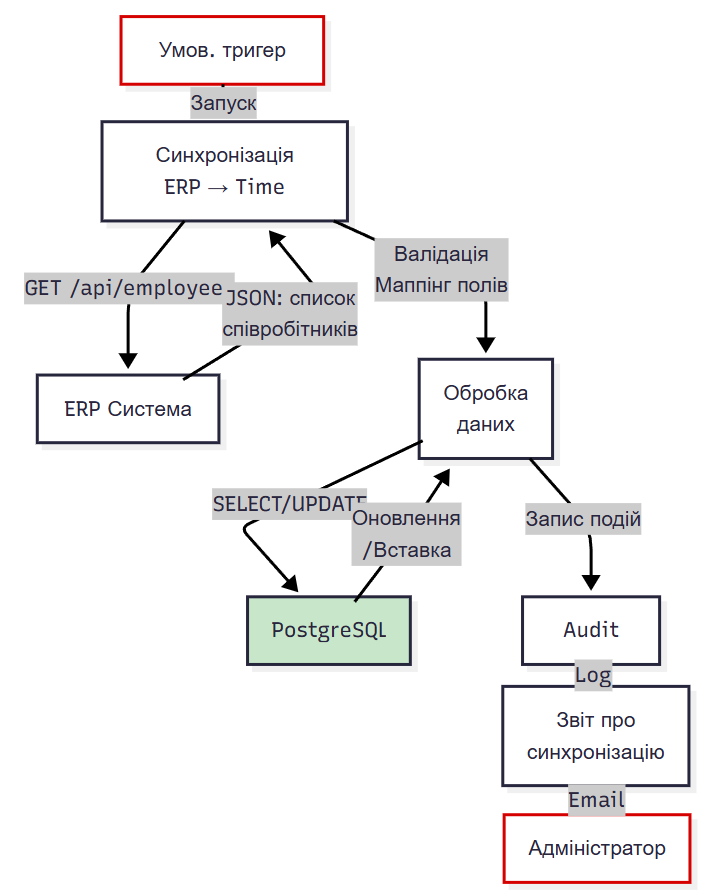 Умов. тригер
Запуск
Синхронізація
ERP → Time
Валідація
Маппінг полів
GET /api/employee
JSON: список
співробітників
ERP Система
Обробка
даних
SELECT/UPDATE
Оновлення
/Вставка
Запис подій
PostgreSQL
Audit
Log
Звіт про
синхронізацію
Email
Адміністратор